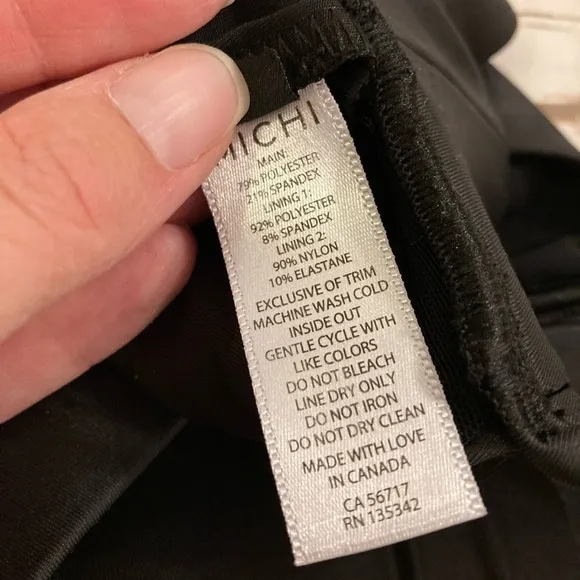 MICHI
MAIN:
79% POLYESTER
21% SPANDEX
LINING 1:
92% POLYESTER
8% SPANDEX
LINING 2:
90% NYLON
10% ELASTANE
EXCLUSIVE OF TRIM
MACHINE WASH COLD
INSIDE OUT
GENTLE CYCLE WITH
LIKE COLORS
DO NOT BLEACH
LINE DRY ONLY
DO NOT IRON
DO NOT DRY CLEAN
MADE WITH LOVE
IN CANADA
CA 56717
RN 135342